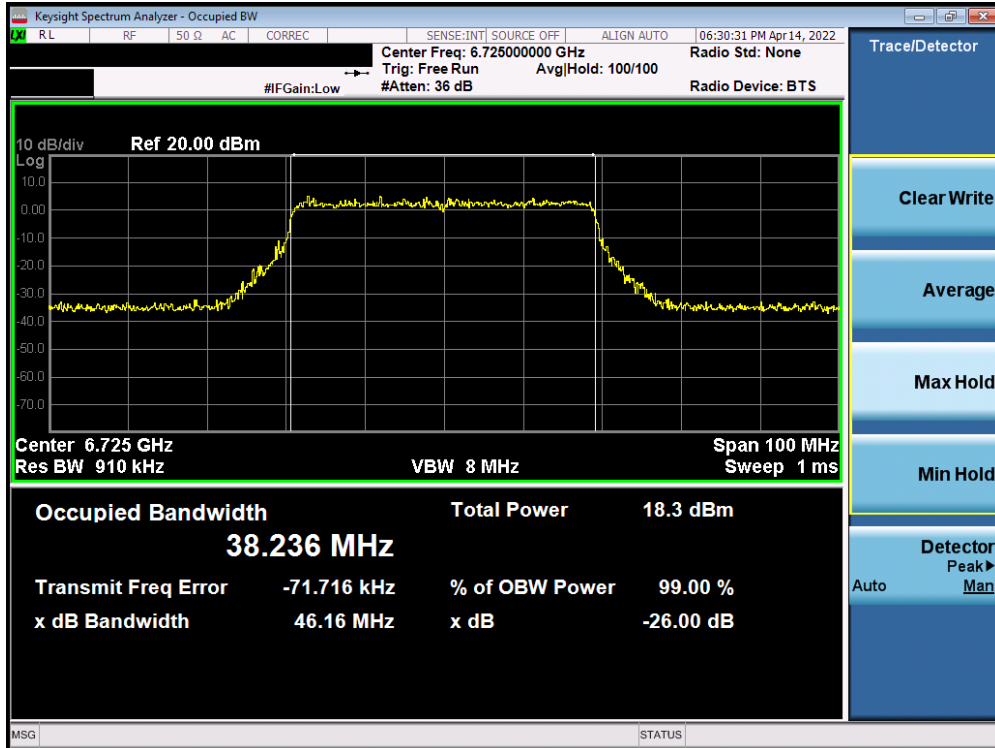 Keysight Spectrum Analyzer - Occupied BW
LXI RL RF 50 Ω AC CORREC SENSE:INT SOURCE OFF ALIGN AUTO 06:30:31 PM Apr 14, 2022
Center Freq: 6.725000000 GHz Radio Std: None
Trig: Free Run Avg|Hold: 100/100
#IFGain:Low #Atten: 36 dB Radio Device: BTS
Trace/Detector
10 dB/div Ref 20.00 dBm
Log
10.0
0.00
-10.0
-20.0
-30.0
-40.0
-50.0
-60.0
-70.0
Center 6.725 GHz Span 100 MHz
Res BW 910 kHz VBW 8 MHz Sweep 1 ms
Occupied Bandwidth Total Power 18.3 dBm
38.236 MHz
Transmit Freq Error -71.716 kHz % of OBW Power 99.00 %
x dB Bandwidth 46.16 MHz x dB -26.00 dB
Clear Write
Average
Max Hold
Min Hold
Detector
Peak▶
Auto Man
MSG STATUS